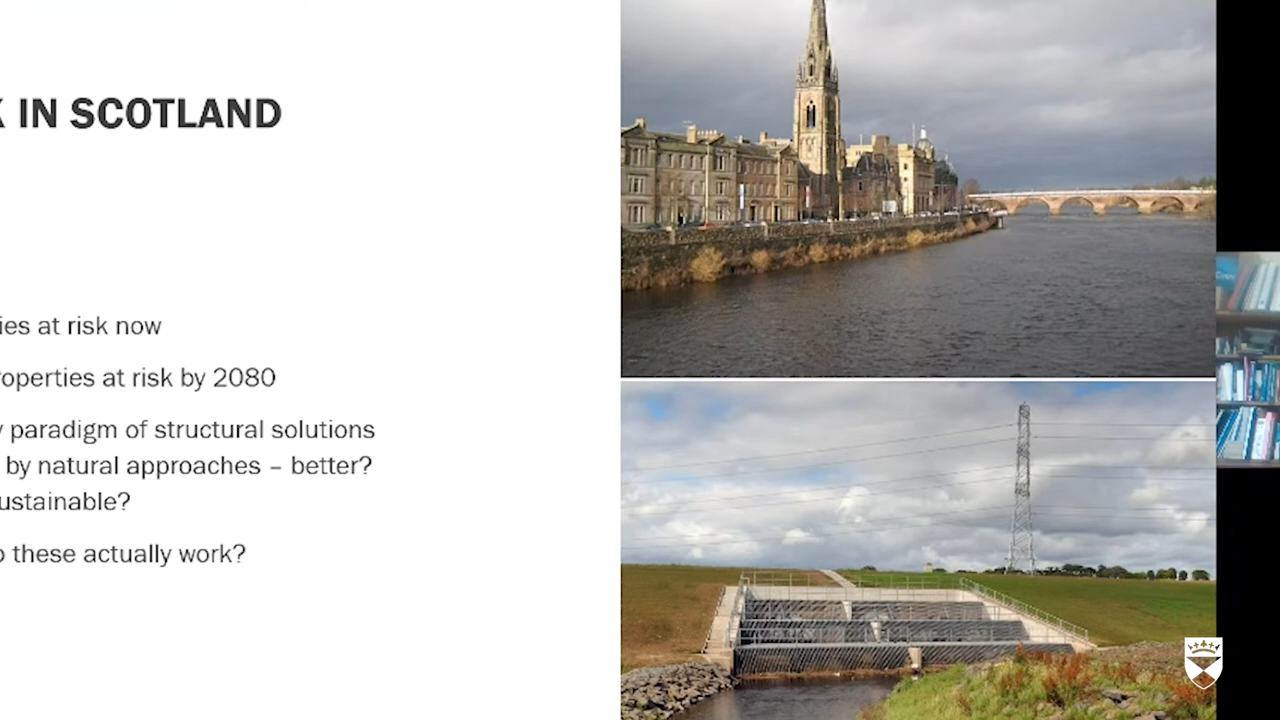 IN SCOTLAND
ies at risk now
roperties at risk by 2080
paradigm of structural solutions
by natural approaches – better?
ustainable?
these actually work?